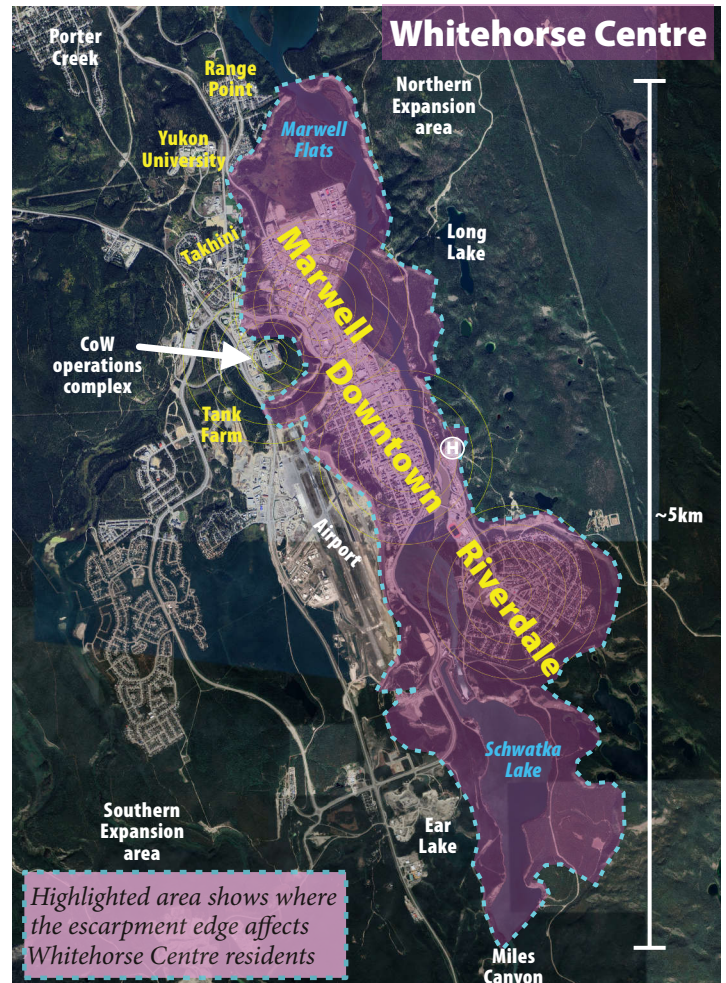 Whitehorse Centre
Porter
Creek
Range
Point
Northern
Expansion
area
Marwell
Flats
Yukon
University
Takhini
Long
Lake
Marwell
CoW
operations
complex
Downtown
Tank
Farm
H
~5km
Airport
Riverdale
Schwatka
Lake
Southern
Expansion
area
Ear
Lake
Highlighted area shows where
the escarpment edge affects
Whitehorse Centre residents
Miles
Canyon